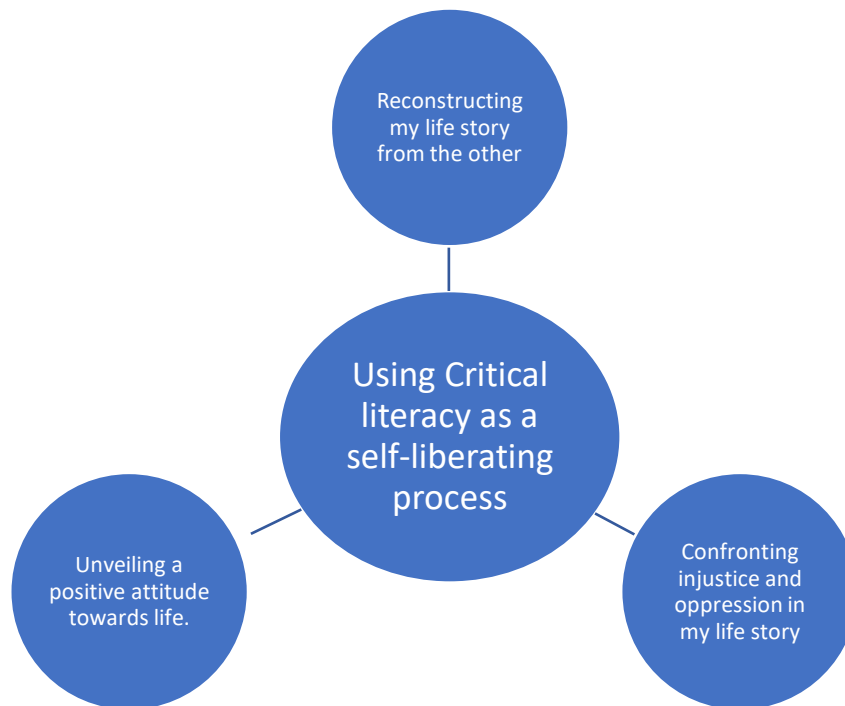 Reconstructing
my life story
from the other
Using Critical
literacy as a
self-liberating
process
Unveiling a
positive attitude
towards life.
Confronting
injustice and
oppression in
my life story